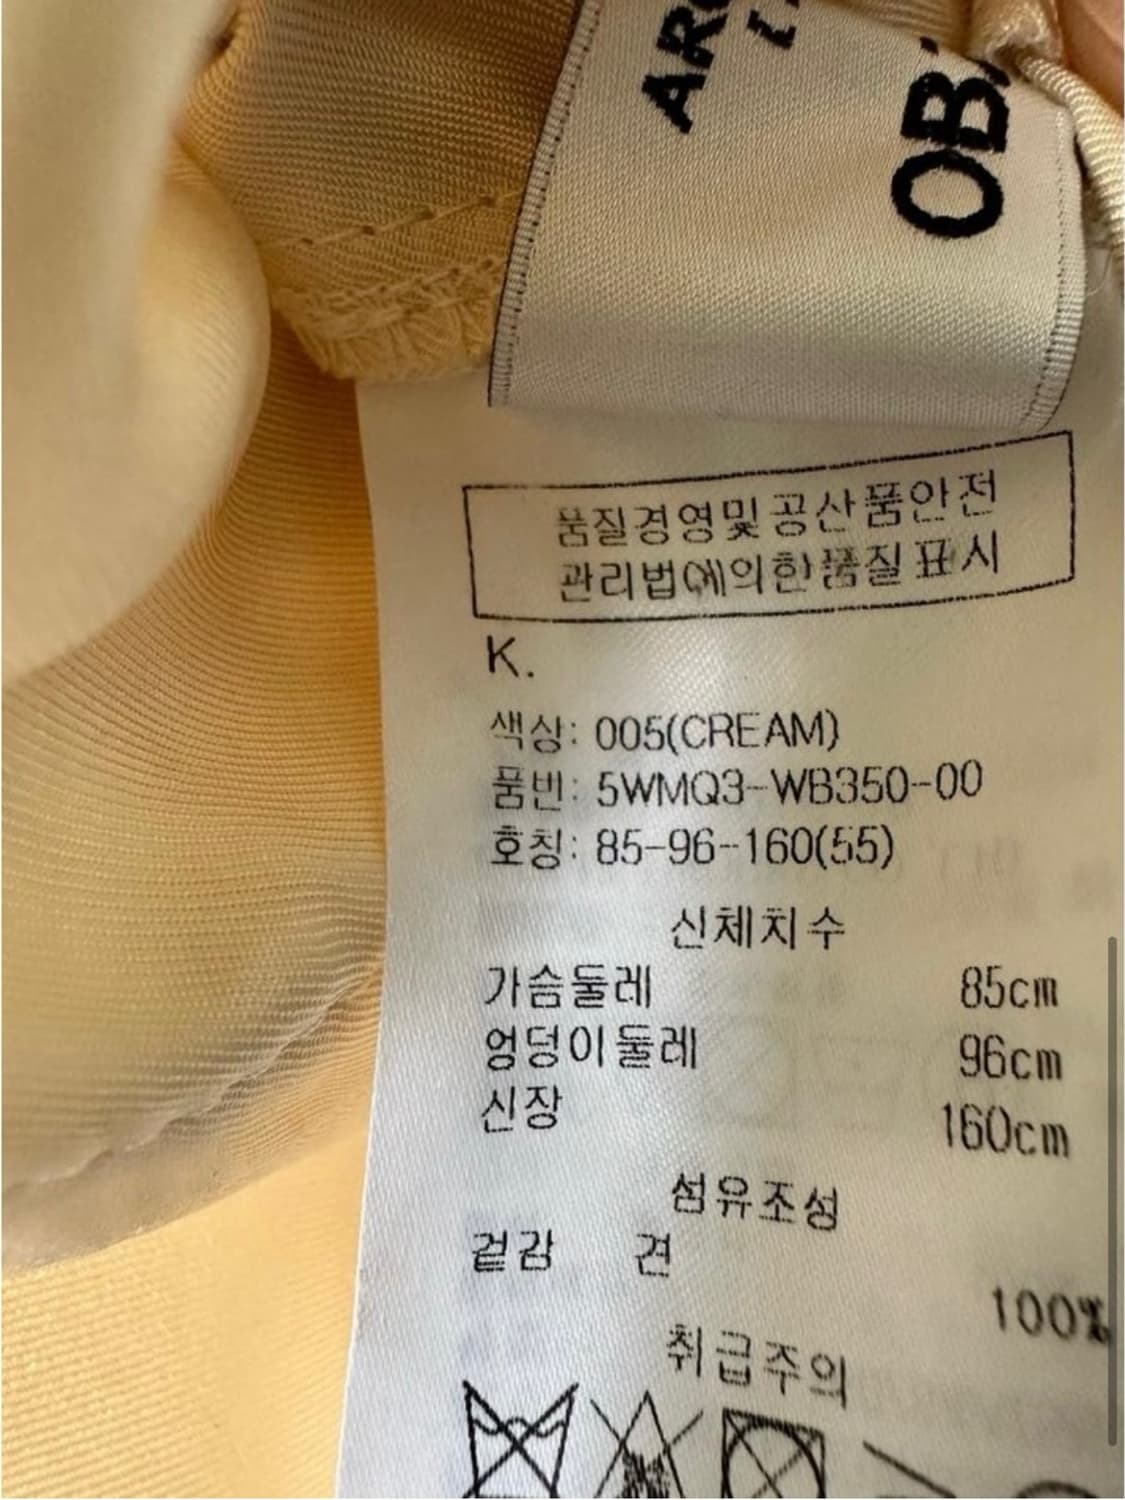 OB
품질경영및공산품안전
관리법에의한품질표시
K.
색상: 005(CREAM)
품번: 5WMQ3-WB350-00
호칭: 85-96-160(55)
신체치수
가슴둘레 85cm
엉덩이둘레 96cm
신장 160cm
섬유조성
겉감 견
100%
취급주의